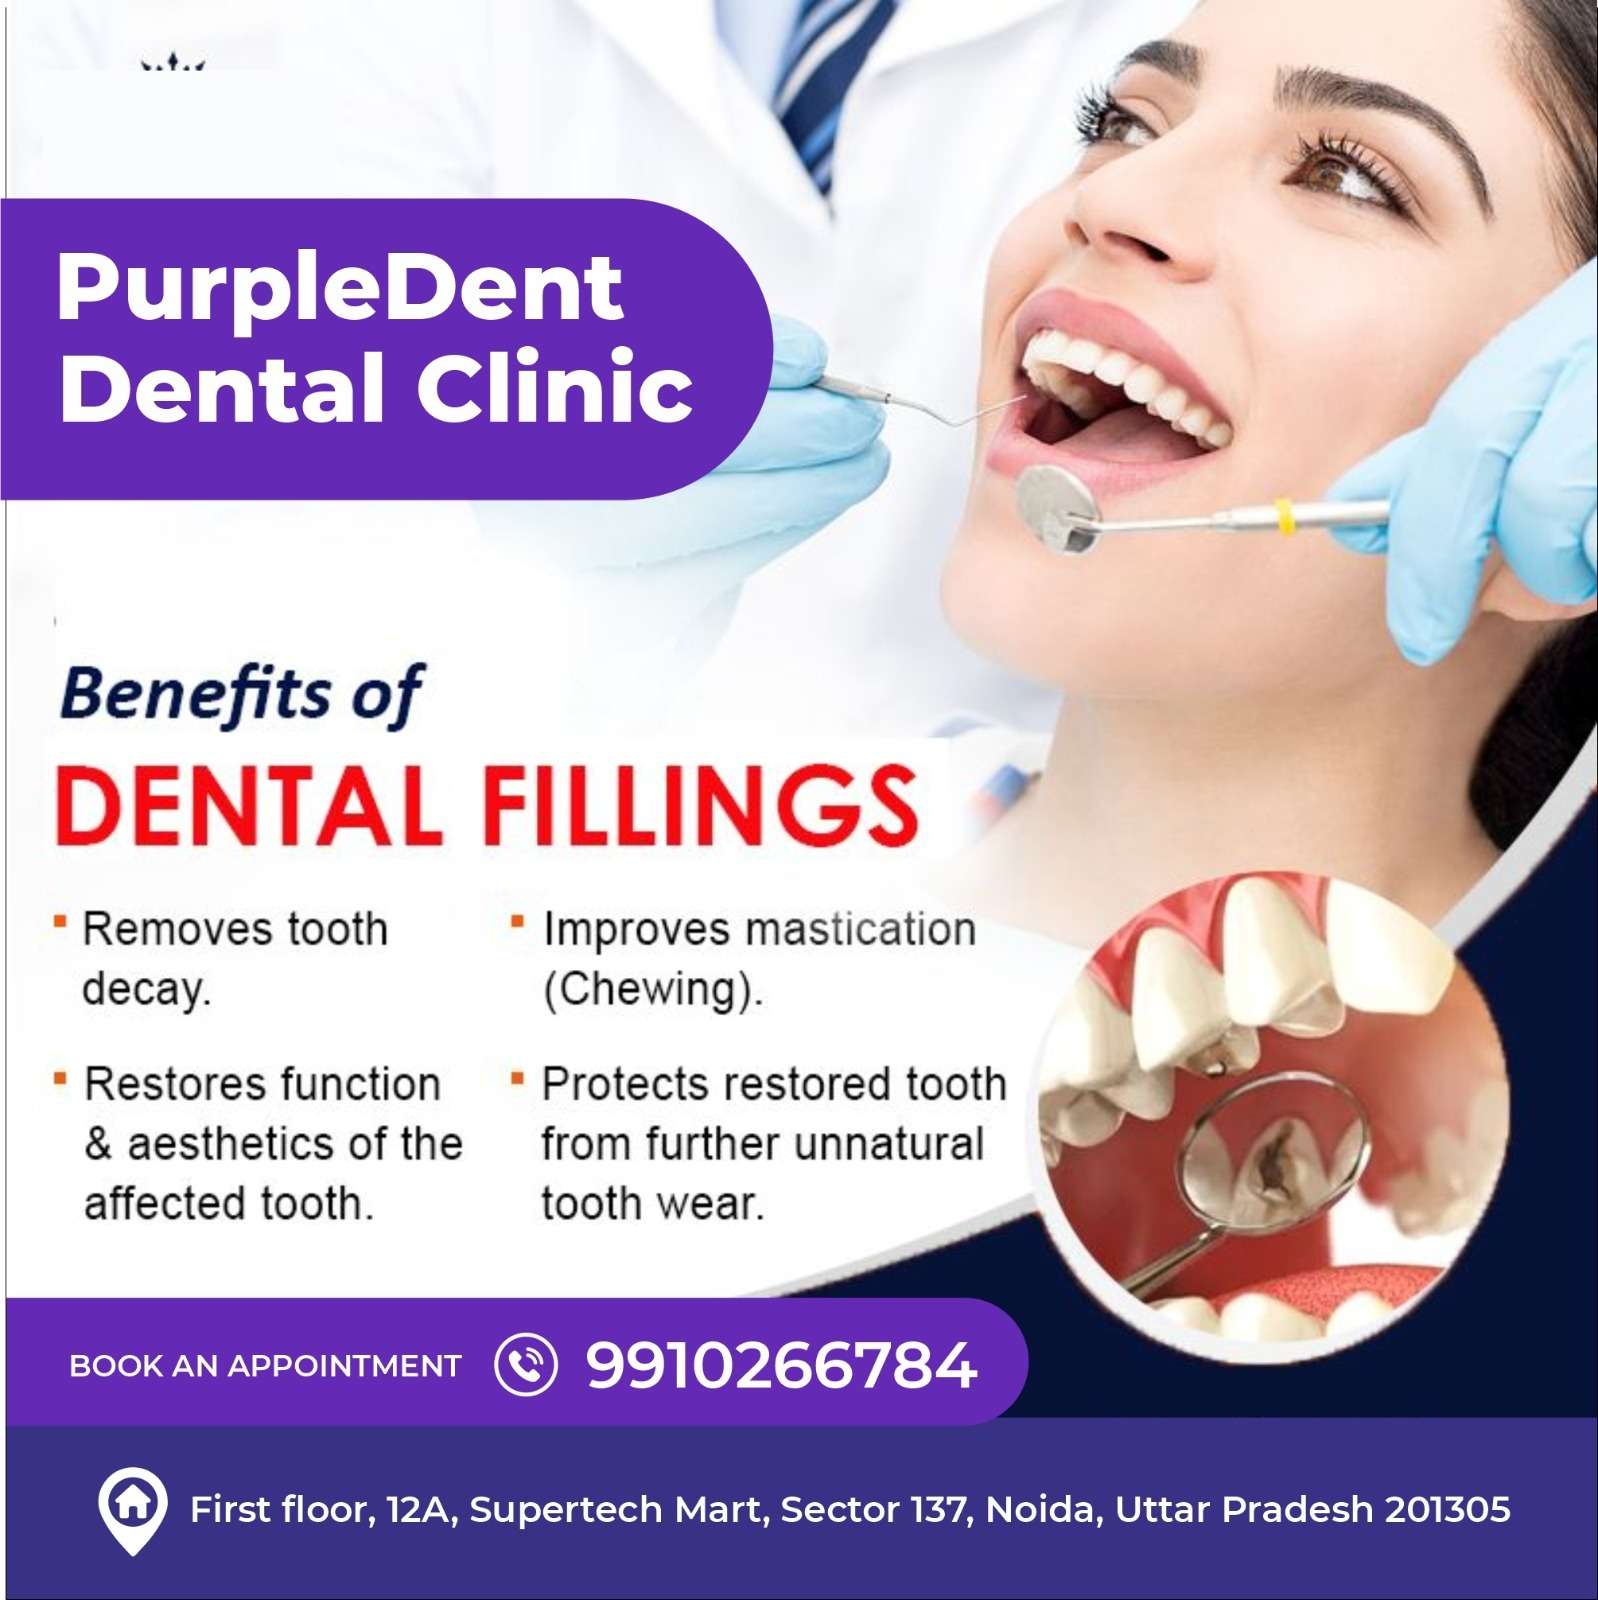 PurpleDent
Dental Clinic
Benefits of
DENTAL FILLINGS
Removes tooth
decay.
Restores function
& aesthetics of the
affected tooth.
Improves mastication
(Chewing).
Protects restored tooth
from further unnatural
tooth wear.
BOOK AN APPOINTMENT 9910266784
First floor, 12A, Supertech Mart, Sector 137, Noida, Uttar Pradesh 201305